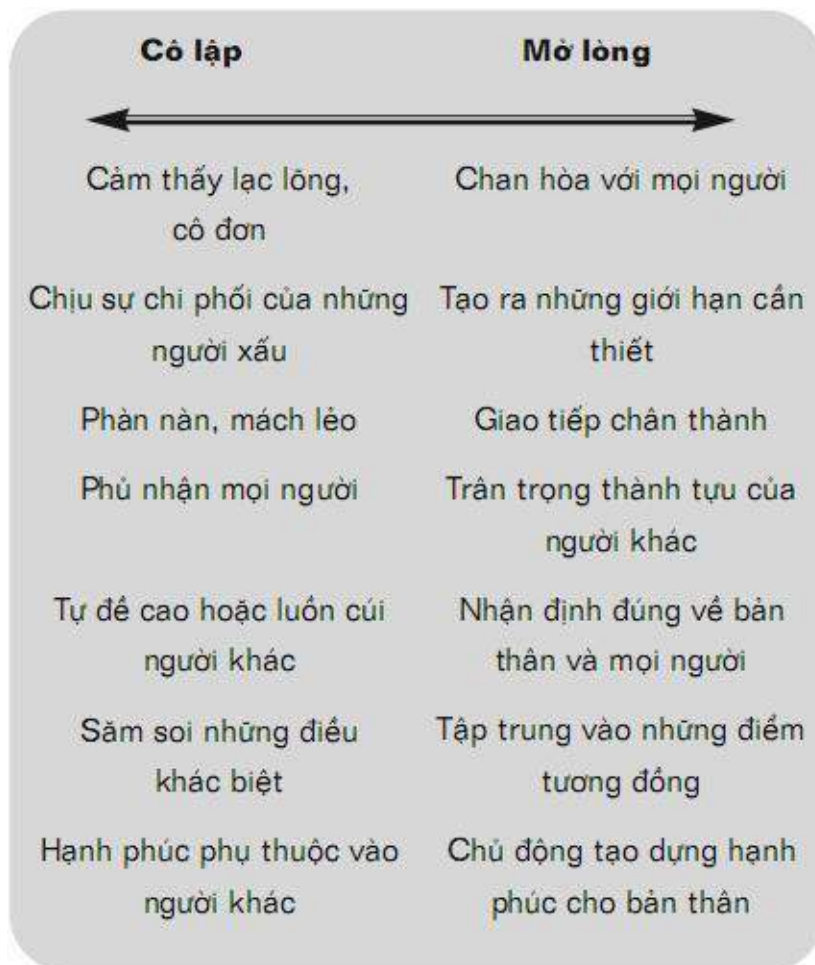 Cô lập
Mở lòng
Cảm thấy lạc lõng,
cô đơn
Chan hòa với mọi người
Chịu sự chi phối của những
người xấu
Tạo ra những giới hạn cần
thiết
Phàn nàn, mách lẻo
Giao tiếp chân thành
Phủ nhận mọi người
Trân trọng thành tựu của
người khác
Tự đề cao hoặc luồn cúi
người khác
Nhận định đúng về bản
thân và mọi người
Săm soi những điều
khác biệt
Tập trung vào những điểm
tương đồng
Hạnh phúc phụ thuộc vào
người khác
Chủ động tạo dựng hạnh
phúc cho bản thân